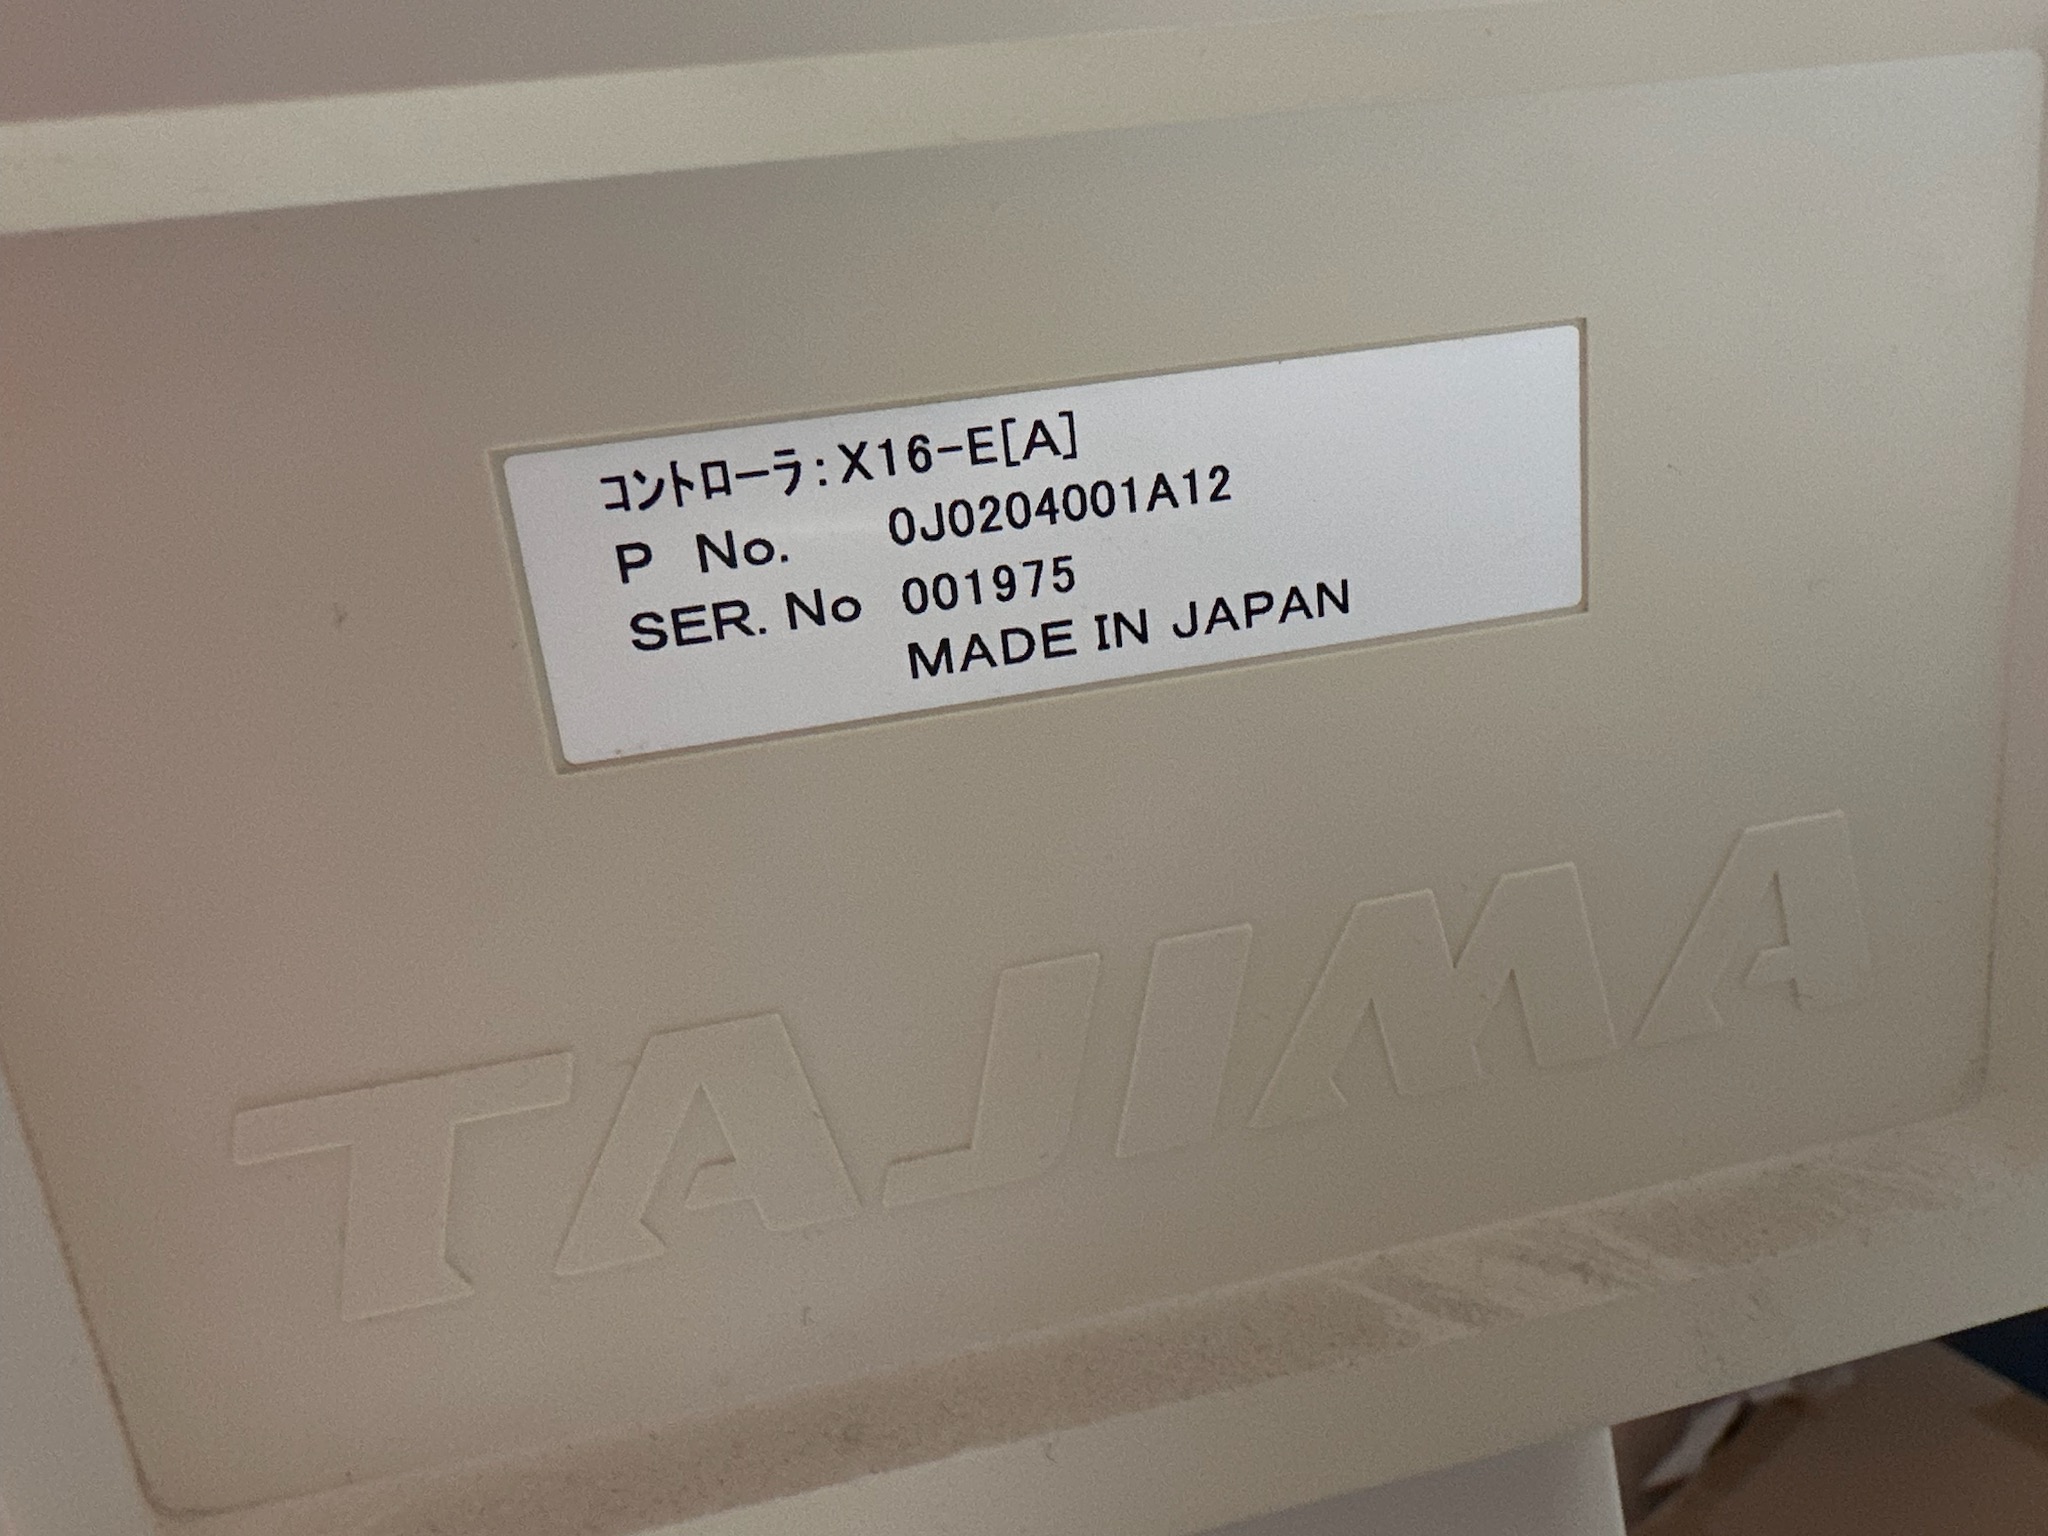 コントローラ:X16-E[A]
P No. 0J0204001A12
SER. No 001975
MADE IN JAPAN
TAJIMA